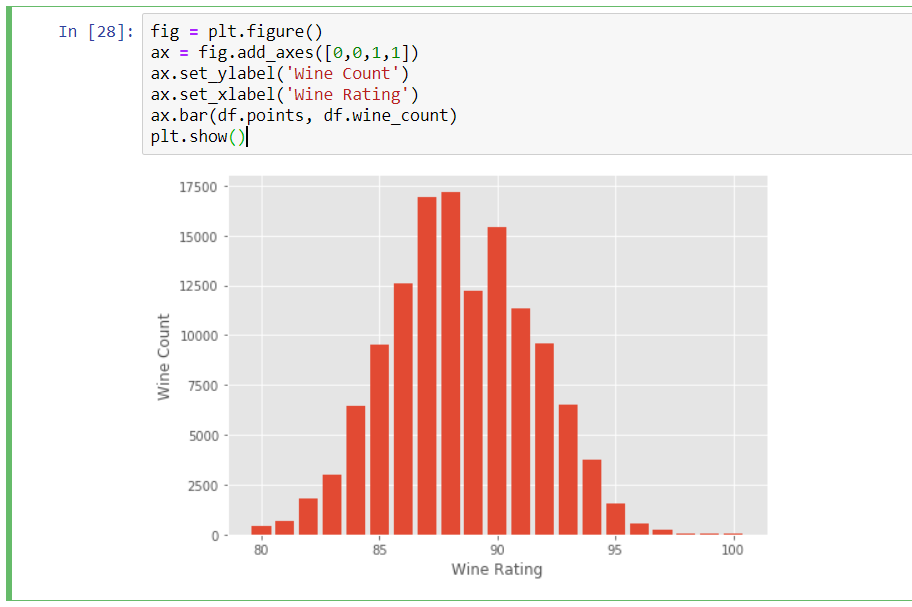 In [28]: fig = plt.figure()
ax = fig.add_axes([0,0,1,1])
ax.set_ylabel('Wine Count')
ax.set_xlabel('Wine Rating')
ax.bar(df.points, df.wine_count)
plt.show()
17500
15000
12500
10000
7500
5000
2500
0
Wine Count
80 85 90 95 100
Wine Rating